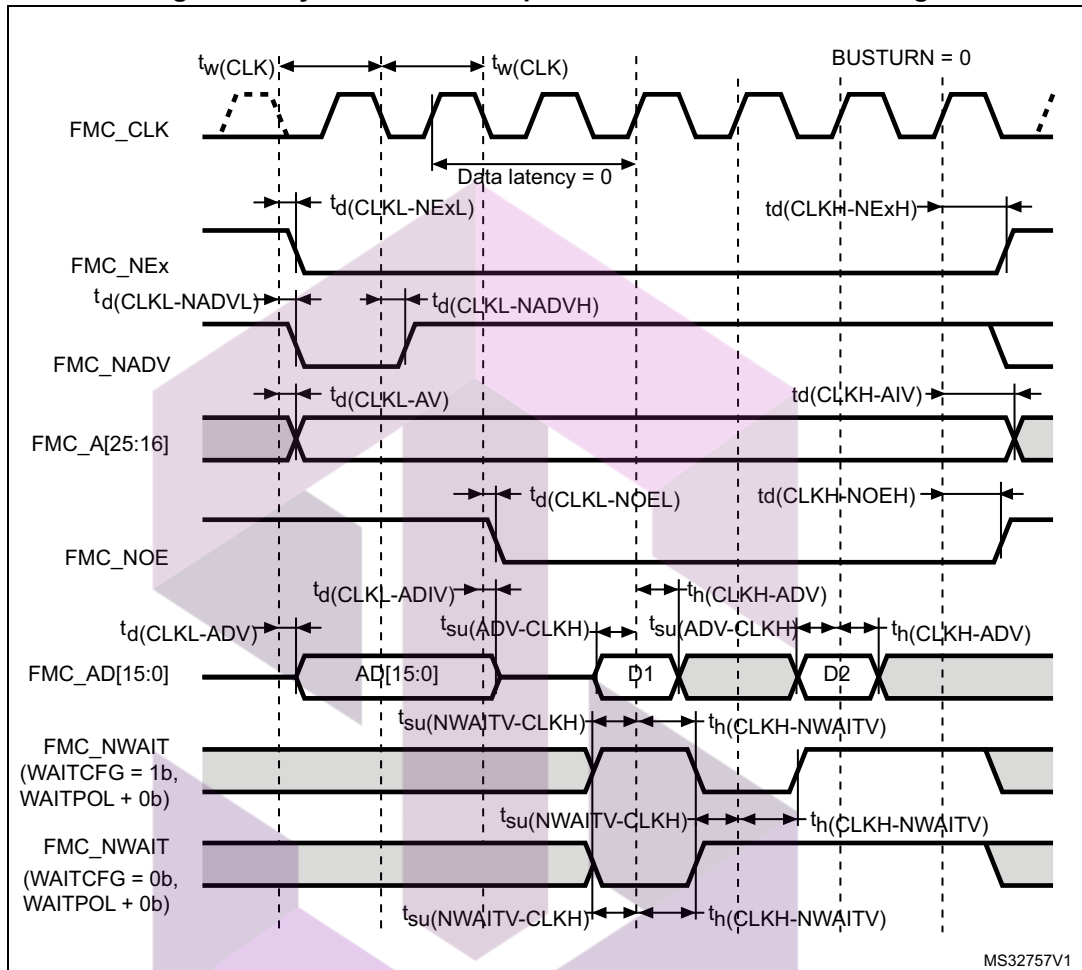 BUSTURN = 0
tw(CLK)
tw(CLK)
FMC_CLK
Data latency = 0
td(CLKL-NExL)
td(CLKH-NExH)
FMC_NEx
td(CLKL-NADVL)
td(CLKL-NADVH)
FMC_NADV
td(CLKL-AV)
td(CLKH-AIV)
FMC_A[25:16]
td(CLKL-NOEL)
td(CLKH-NOEH)
FMC_NOE
td(CLKL-ADIV)
th(CLKH-ADV)
td(CLKL-ADV)
tsu(ADV-CLKH)
tsu(ADV-CLKH)
th(CLKH-ADV)
FMC_AD[15:0]
AD[15:0]
D1
D2
tsu(NWAITV-CLKH)
th(CLKH-NWAITV)
FMC_NWAIT
(WAITCFG = 1b,
WAITPOL + 0b)
tsu(NWAITV-CLKH)
th(CLKH-NWAITV)
FMC_NWAIT
(WAITCFG = 0b,
WAITPOL + 0b)
tsu(NWAITV-CLKH)
th(CLKH-NWAITV)
MS32757V1